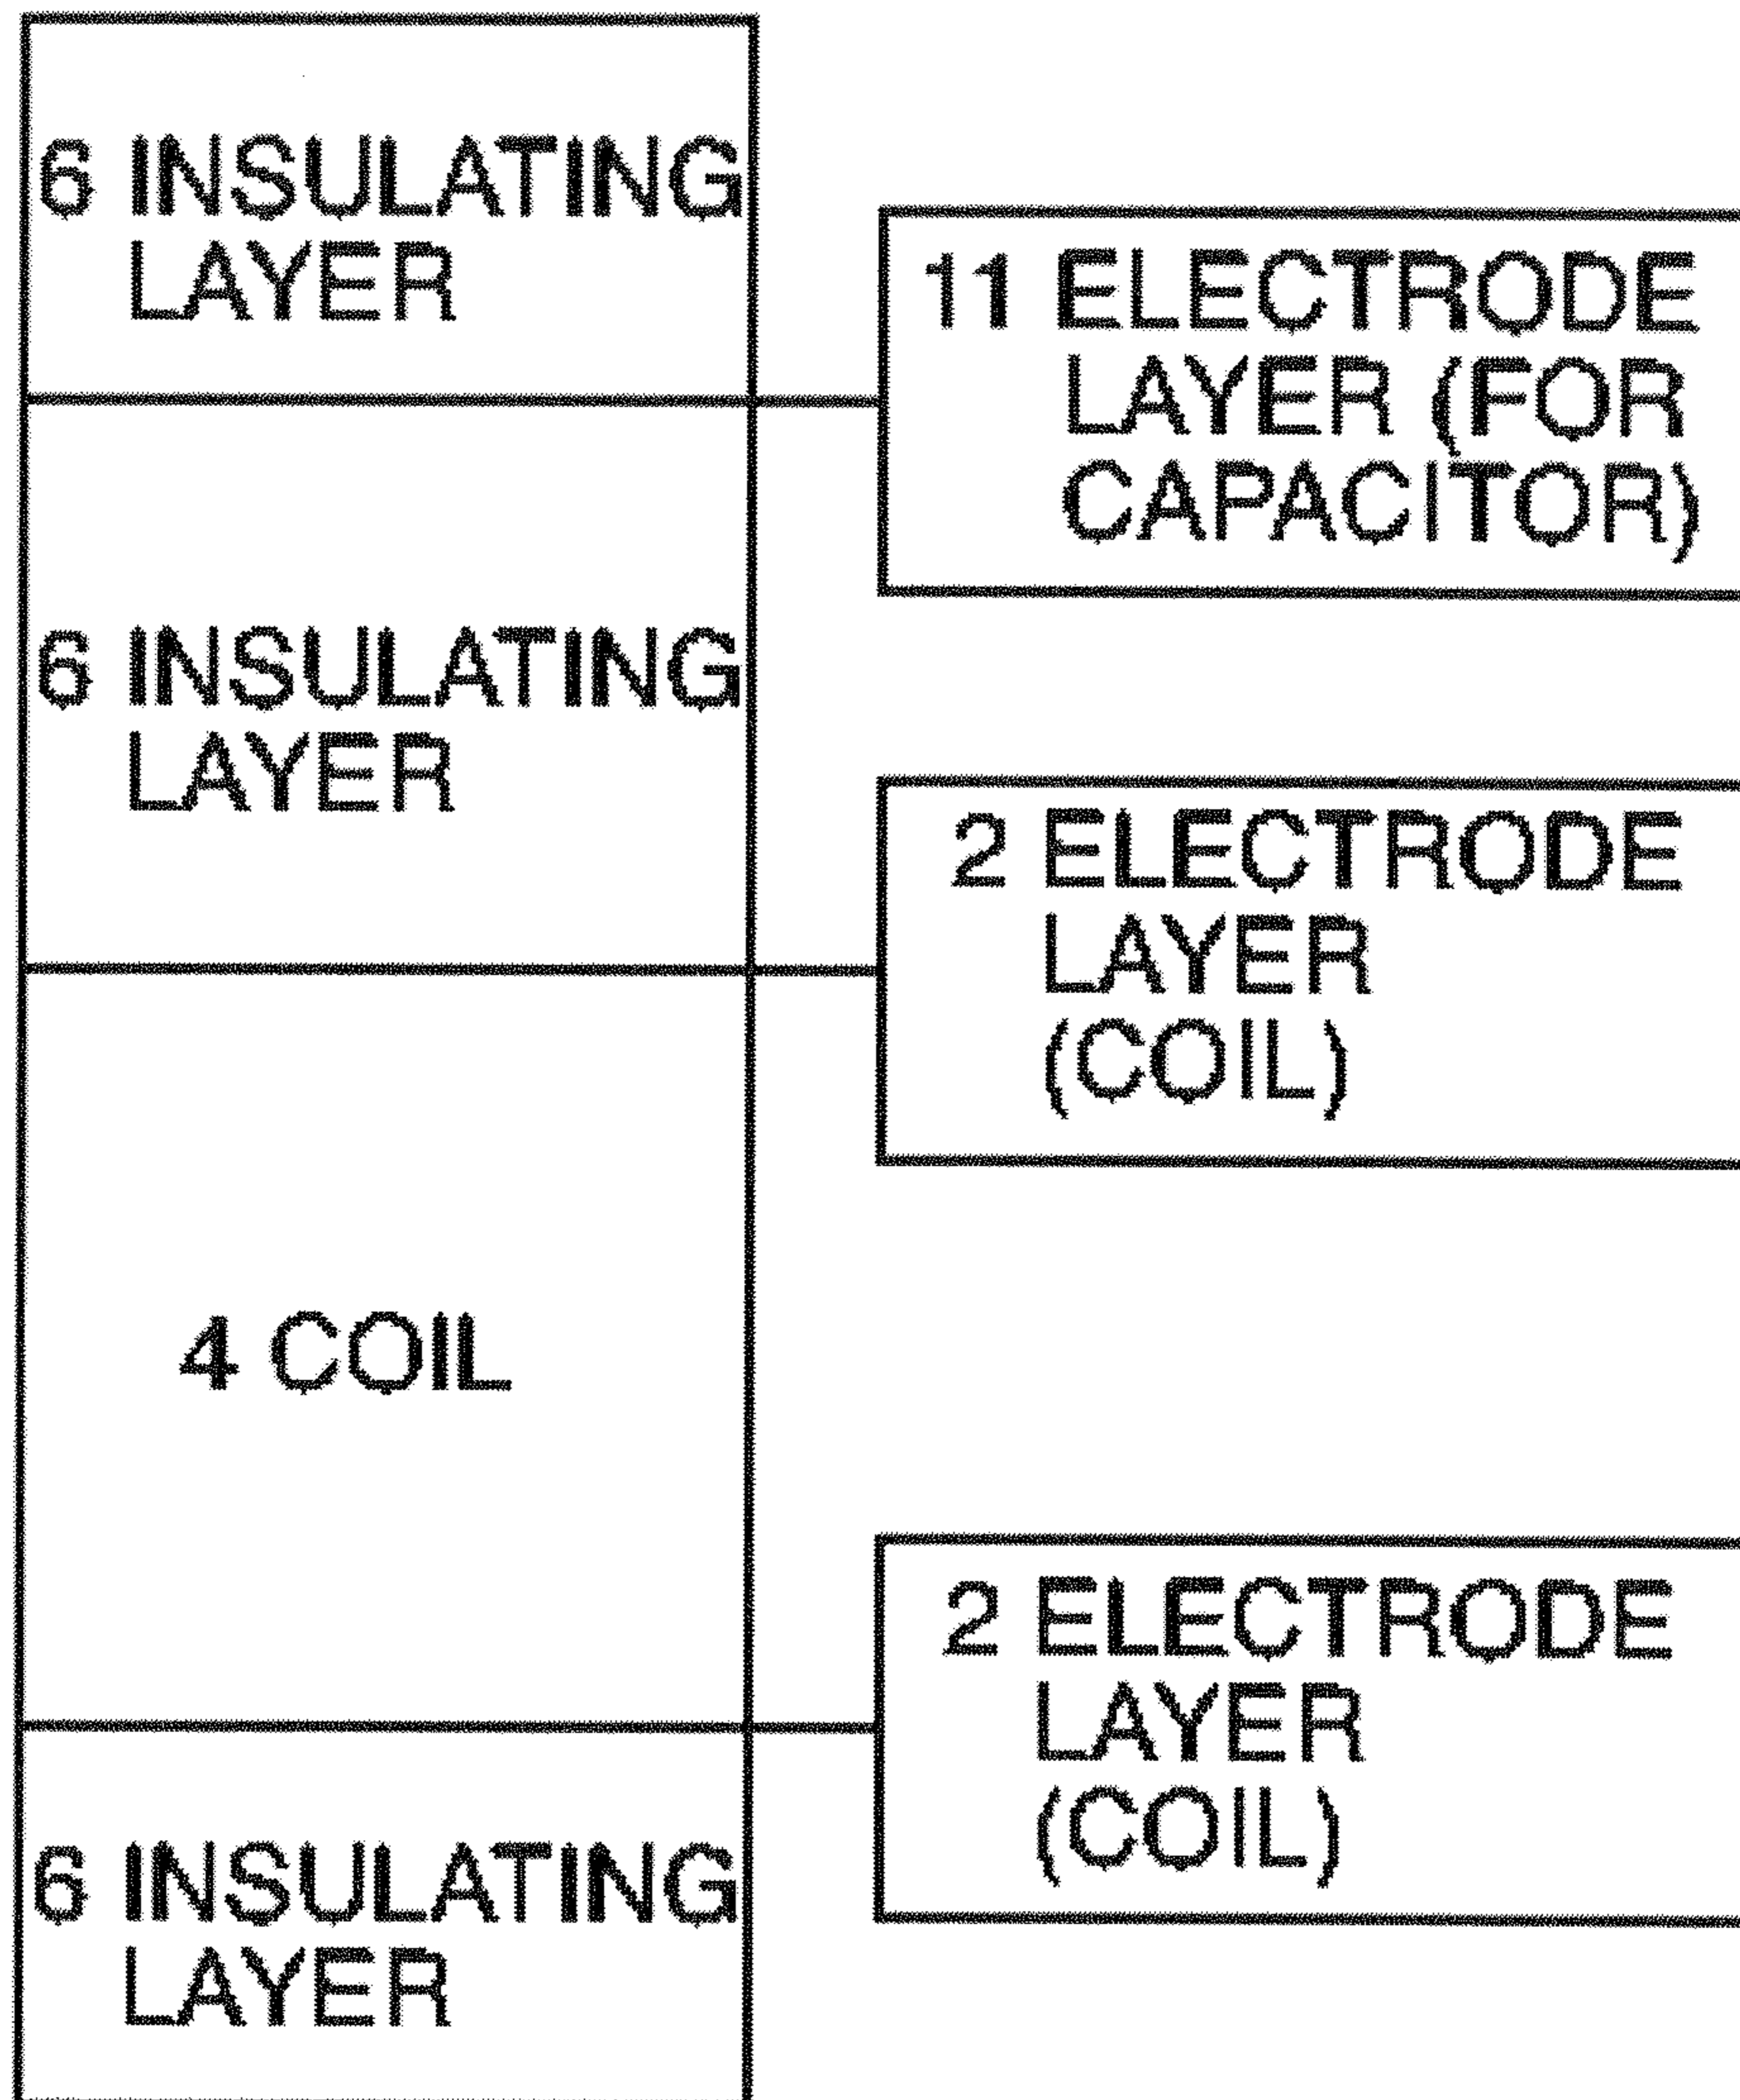 6 INSULATING
LAYER
11 ELECTRODE
LAYER (FOR
CAPACITOR)
6 INSULATING
LAYER
2 ELECTRODE
LAYER
(COIL)
4 COIL
2 ELECTRODE
LAYER
(COIL)
6 INSULATING
LAYER